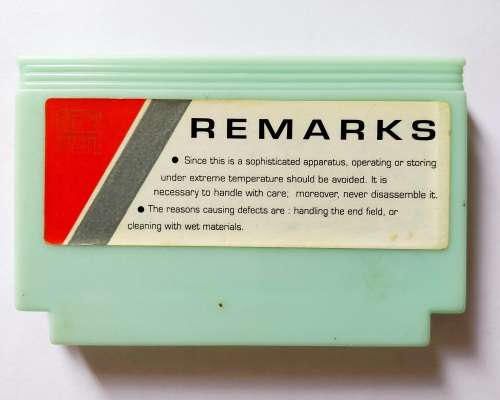 REMARKS
● Since this is a sophisticated apparatus, operating or storing
under extreme temperature should be avoided. It is
necessary to handle with care; moreover, never disassemble it.
● The reasons causing defects are : handling the end field, or
cleaning with wet materials.